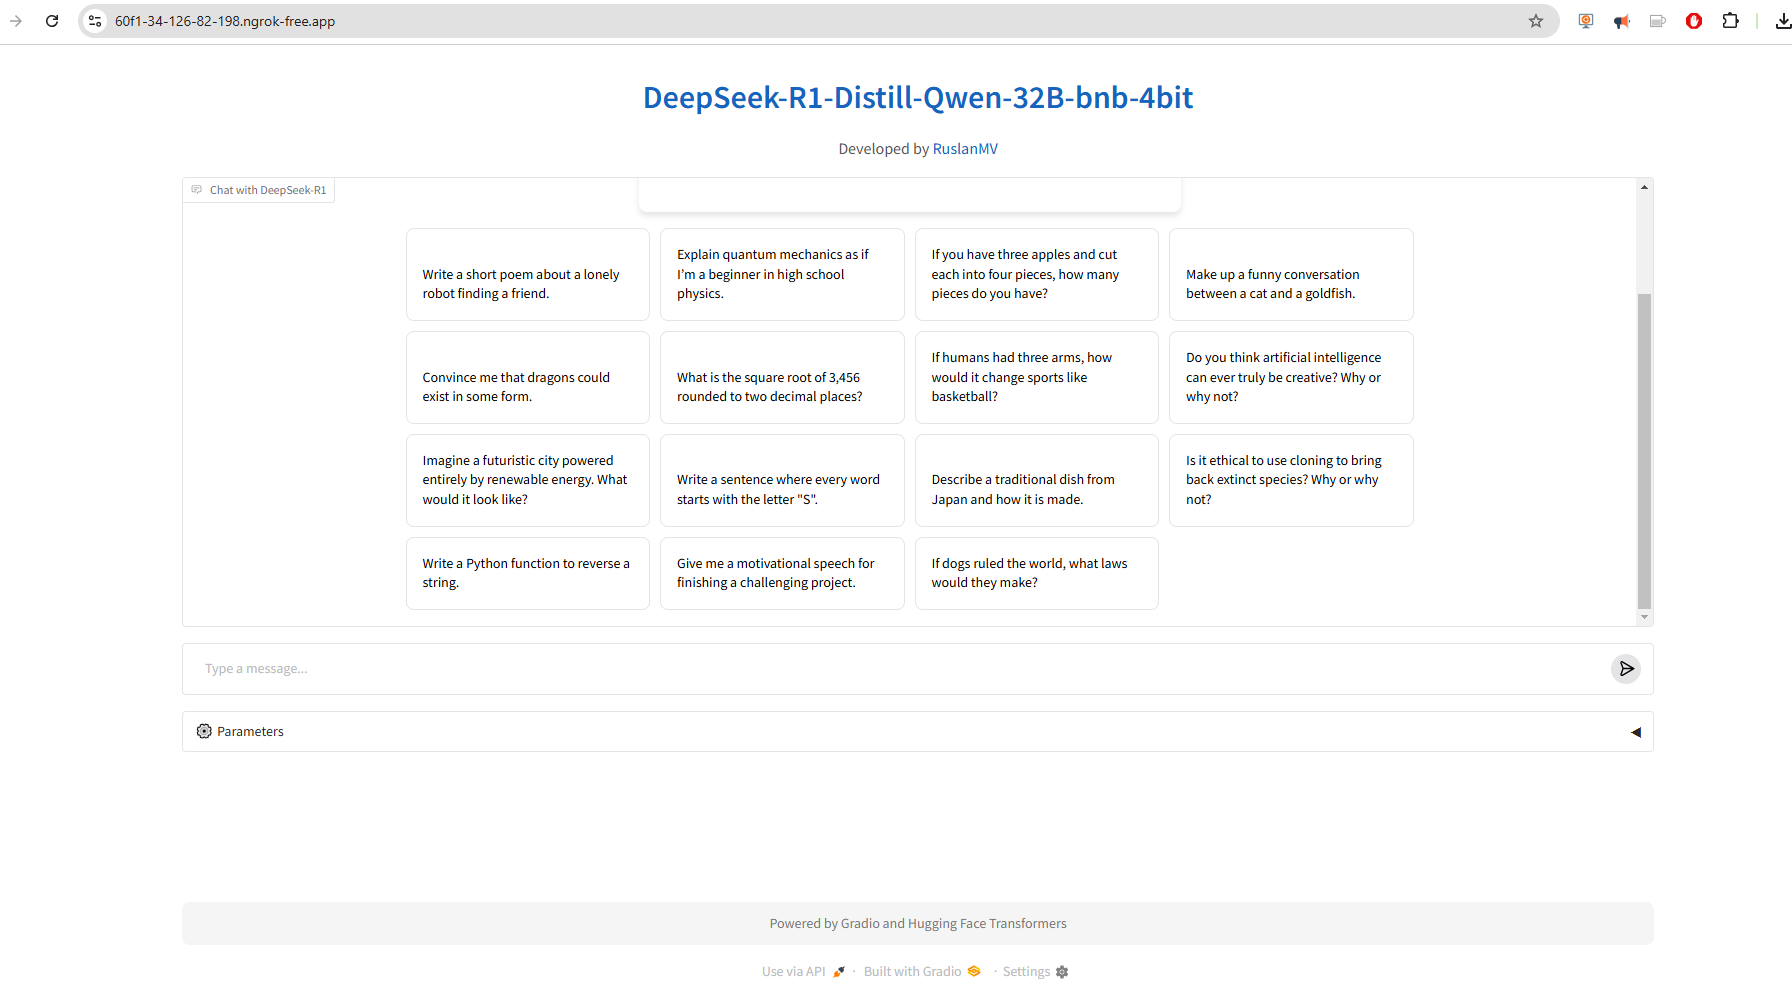 60f1-34-126-82-198.ngrok-free.app
DeepSeek-R1-Distill-Qwen-32B-bnb-4bit
Developed by RuslanMV
Chat with DeepSeek-R1
Write a short poem about a lonely
robot finding a friend.
Explain quantum mechanics as if
I'm a beginner in high school
physics.
If you have three apples and cut
each into four pieces, how many
pieces do you have?
Make up a funny conversation
between a cat and a goldfish.
Convince me that dragons could
exist in some form.
What is the square root of 3,456
rounded to two decimal places?
If humans had three arms, how
would it change sports like
basketball?
Do you think artificial intelligence
can ever truly be creative? Why or
why not?
Imagine a futuristic city powered
entirely by renewable energy. What
would it look like?
Write a sentence where every word
starts with the letter "S".
Describe a traditional dish from
Japan and how it is made.
Is it ethical to use cloning to bring
back extinct species? Why or why
not?
Write a Python function to reverse a
string.
Give me a motivational speech for
finishing a challenging project.
If dogs ruled the world, what laws
would they make?
Type a message...
Parameters
Powered by Gradio and Hugging Face Transformers
Use via API · Built with Gradio · Settings